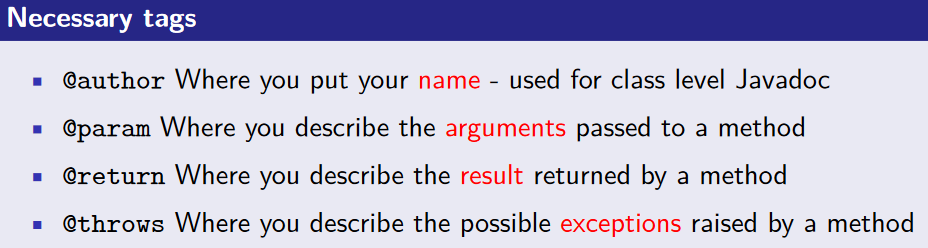 Necessary tags
@author Where you put your name - used for class level Javadoc
@param Where you describe the arguments passed to a method
@return Where you describe the result returned by a method
@throws Where you describe the possible exceptions raised by a method